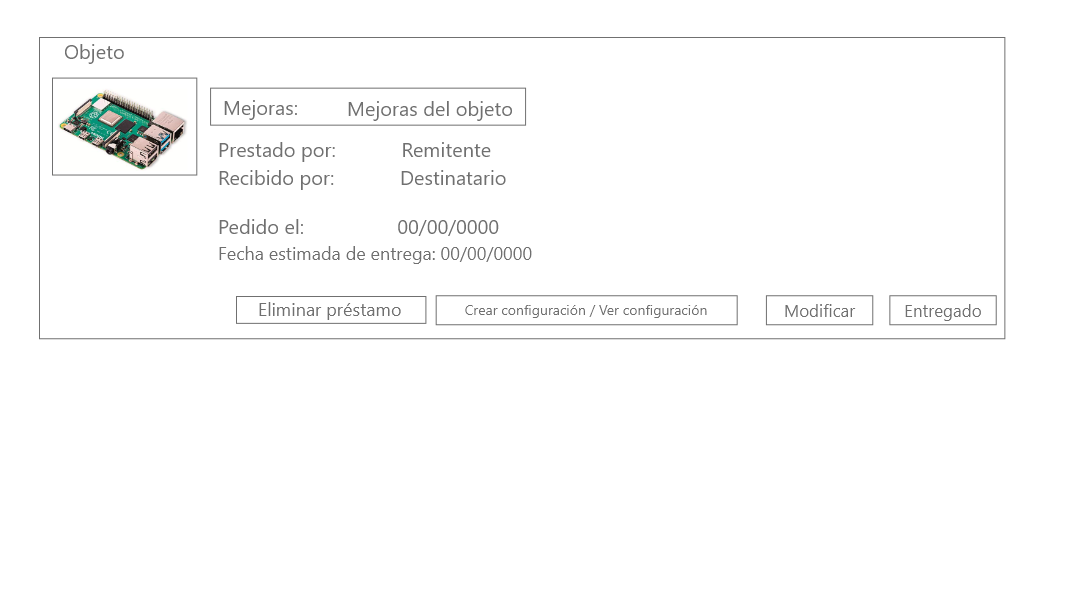 Objeto
Mejoras: Mejoras del objeto
Prestado por: Remitente
Recibido por: Destinatario
Pedido el: 00/00/0000
Fecha estimada de entrega: 00/00/0000
Eliminar préstamo Crear configuración / Ver configuración Modificar Entregado